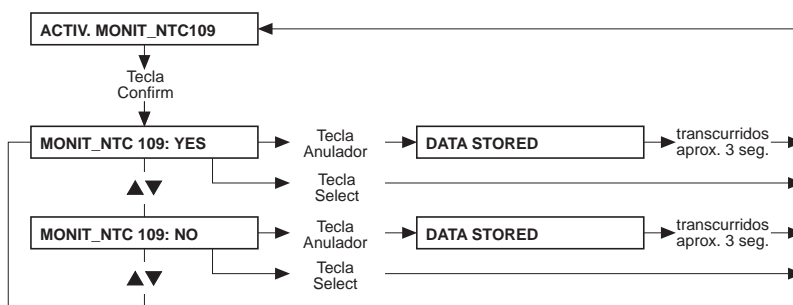 ACTIV. MONIT_NTC109
Tecla
Confirm
MONIT_NTC 109: YES
Tecla
Anulador
DATA STORED
transcurridos
aprox. 3 seg.
▲▼
Tecla
Select
MONIT_NTC 109: NO
Tecla
Anulador
DATA STORED
transcurridos
aprox. 3 seg.
▲▼
Tecla
Select